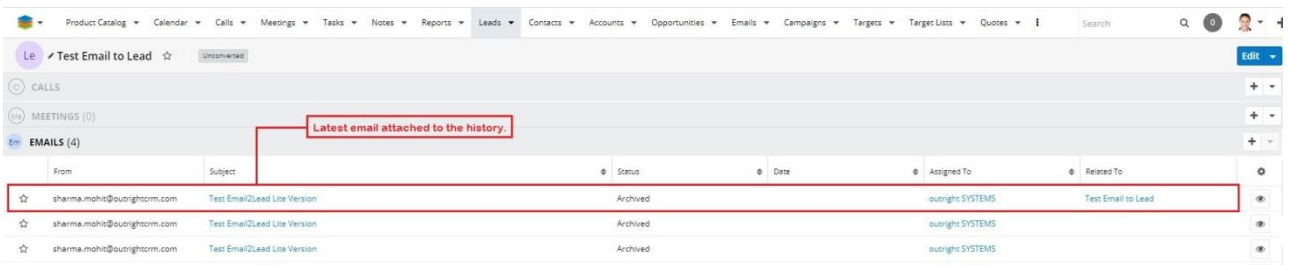 Product Catalog Calendar Calls Meetings Tasks Notes Reports Leads Contacts Accounts Opportunities Emails Campaigns Targets Target Lists Quotes Search 0
Le Test Email to Lead Unconverted Edit
CALLS
Me MEETINGS (0)
Latest email attached to the history.
Em EMAILS (4)
From Subject Status Date Assigned To Related To
sharma.mohit@outrightcrm.com Test Email2Lead Lite Version Archived outright SYSTEMS Test Email to Lead
sharma.mohit@outrightcrm.com Test Email2Lead Lite Version Archived outright SYSTEMS
sharma.mohit@outrightcrm.com Test Email2Lead Lite Version Archived outright SYSTEMS